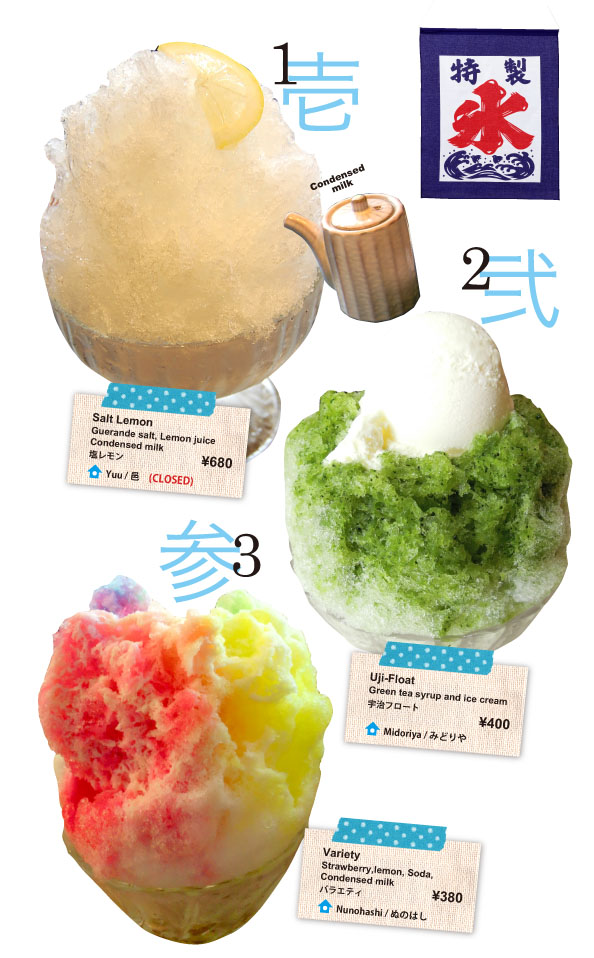 1 壱
特製
氷
Condensed
milk
2 弐
Salt Lemon
Guerande salt, Lemon juice
Condensed milk
塩レモン
¥680
Yuu / 邑 (CLOSED)
参 3
Uji-Float
Green tea syrup and ice cream
宇治フロート
¥400
Midoriya / みどりや
Variety
Strawberry,lemon, Soda,
Condensed milk
バラエティ
¥380
Nunohashi / ぬのはし